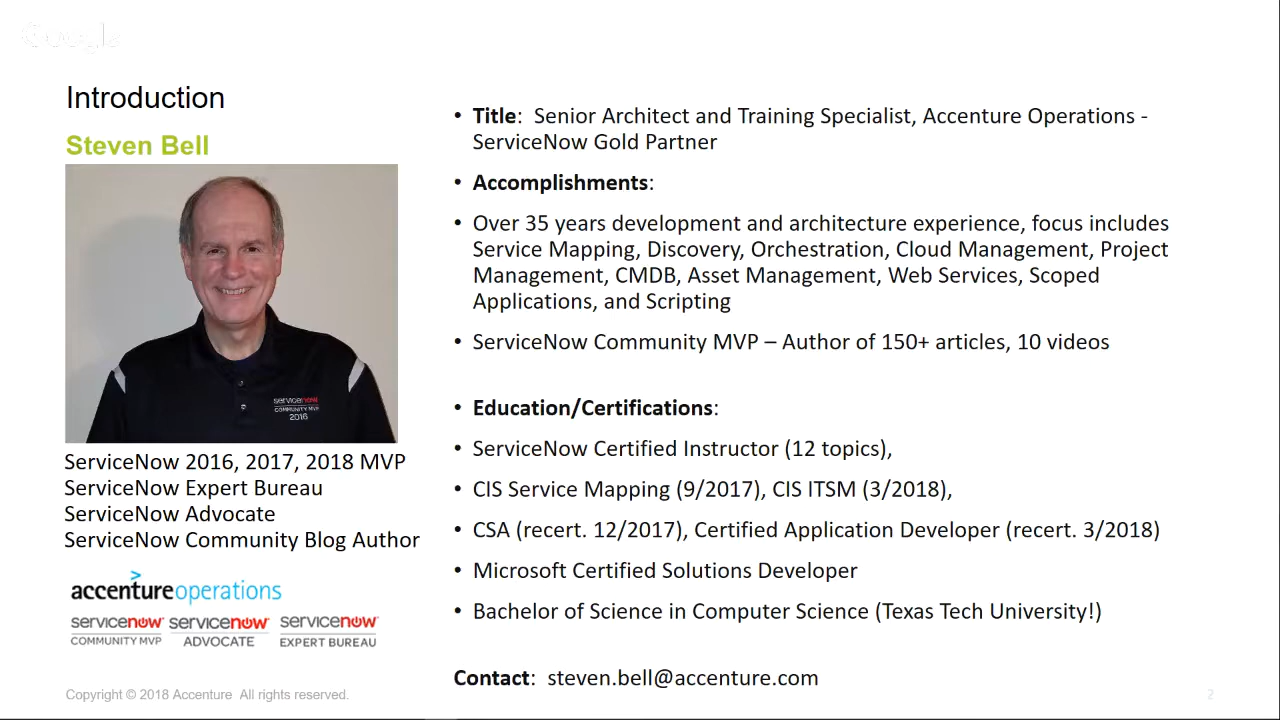 Google
Introduction
Steven Bell
servicenow
COMMUNITY MVP
2016
ServiceNow 2016, 2017, 2018 MVP
ServiceNow Expert Bureau
ServiceNow Advocate
ServiceNow Community Blog Author
accentureoperations
servicenow servicenow servicenow
COMMUNITY MVP ADVOCATE EXPERT BUREAU
• Title: Senior Architect and Training Specialist, Accenture Operations -
ServiceNow Gold Partner
• Accomplishments:
• Over 35 years development and architecture experience, focus includes
Service Mapping, Discovery, Orchestration, Cloud Management, Project
Management, CMDB, Asset Management, Web Services, Scoped
Applications, and Scripting
• ServiceNow Community MVP – Author of 150+ articles, 10 videos
• Education/Certifications:
• ServiceNow Certified Instructor (12 topics),
• CIS Service Mapping (9/2017), CIS ITSM (3/2018),
• CSA (recert. 12/2017), Certified Application Developer (recert. 3/2018)
• Microsoft Certified Solutions Developer
• Bachelor of Science in Computer Science (Texas Tech University!)
Contact: steven.bell@accenture.com
Copyright © 2018 Accenture All rights reserved.
2